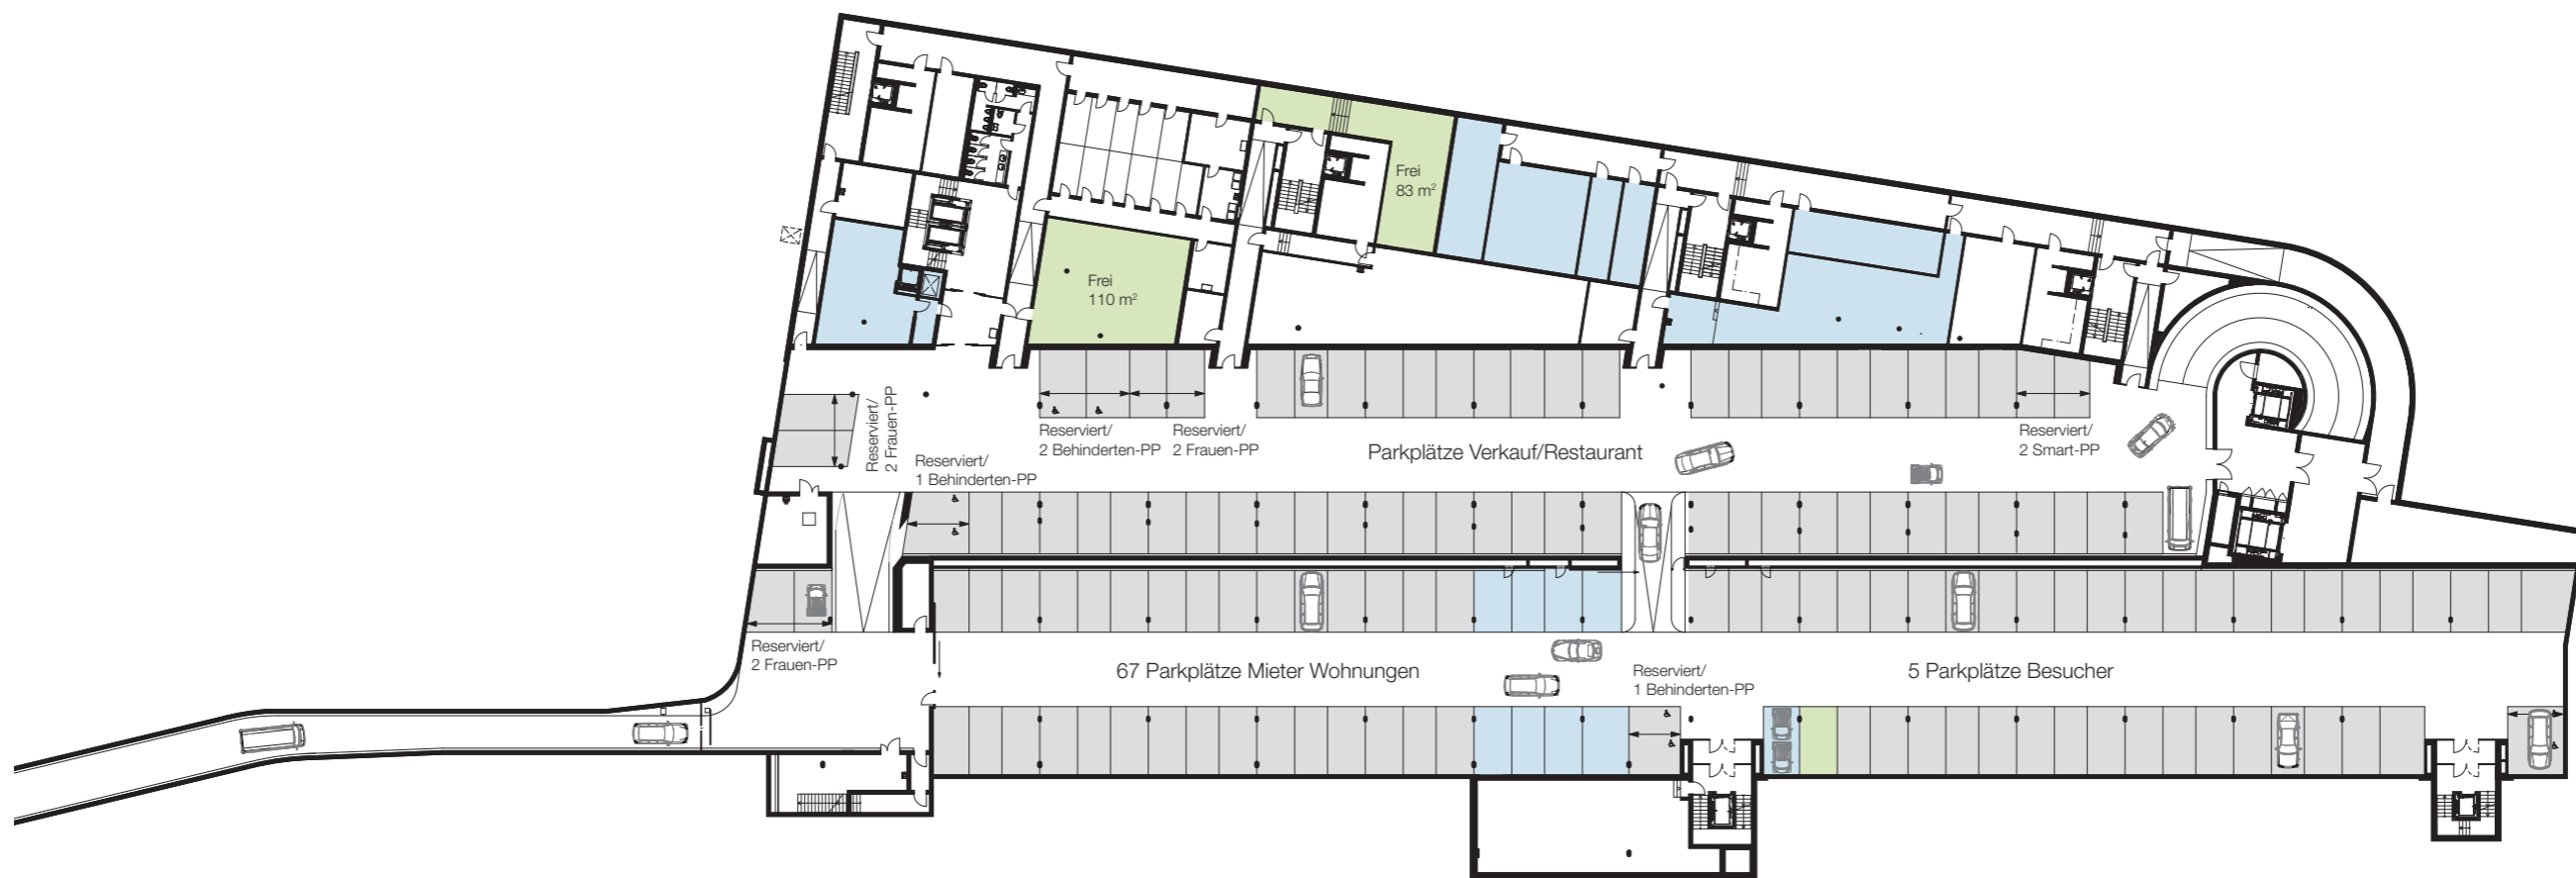 Frei
83 m²
Frei
110 m²
Reserviert/
2 Frauen-PP
Reserviert/
1 Behinderten-PP
Reserviert/
2 Behinderten-PP
Reserviert/
2 Frauen-PP
Parkplätze Verkauf/Restaurant
Reserviert/
2 Smart-PP
Reserviert/
2 Frauen-PP
67 Parkplätze Mieter Wohnungen
Reserviert/
1 Behinderten-PP
5 Parkplätze Besucher